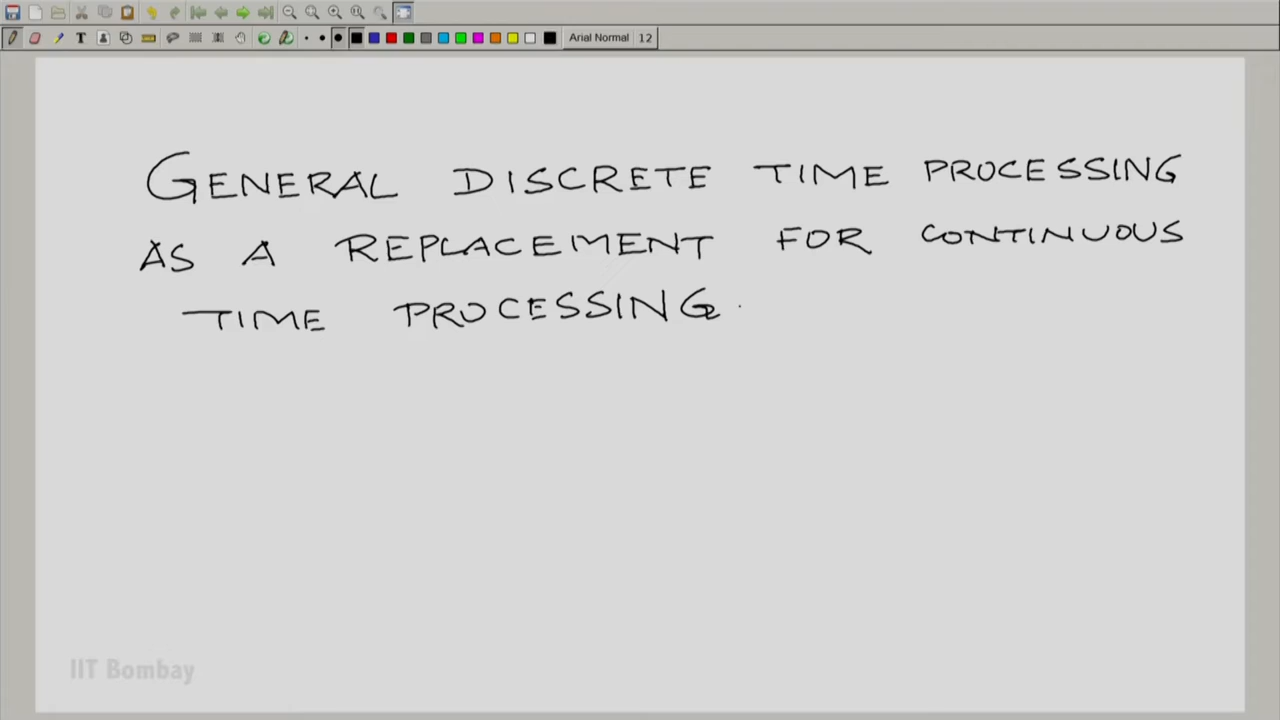 Arial Normal 12
GENERAL DISCRETE TIME PROCESSING
AS A REPLACEMENT FOR CONTINUOUS
TIME PROCESSING.
IIT Bombay